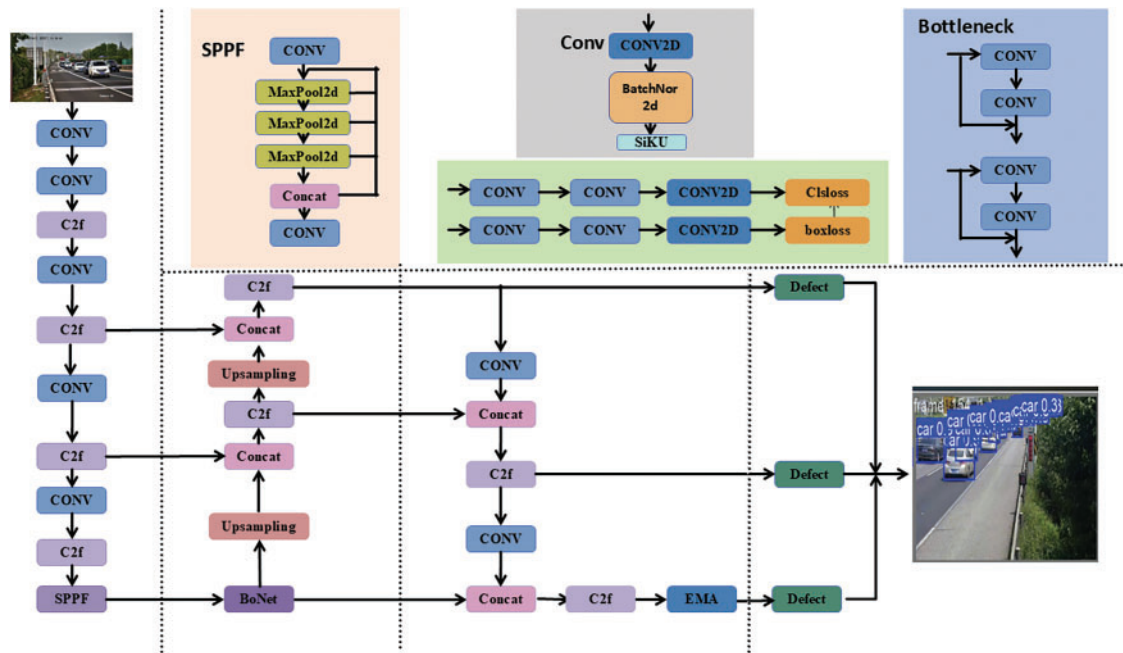 SPPF
CONV
MaxPool2d
MaxPool2d
MaxPool2d
Concat
CONV
Conv
CONV2D
BatchNor
2d
SiKU
CONV
CONV
CONV2D
Clsloss
CONV
CONV
CONV2D
boxloss
Bottleneck
CONV
CONV
CONV
CONV
CONV
CONV
C2f
CONV
C2f
CONV
C2f
CONV
C2f
SPPF
C2f
Concat
Upsampling
C2f
Concat
Upsampling
BoNet
CONV
Concat
C2f
CONV
Concat
C2f
EMA
Defect
Defect
Defect
car 0.3